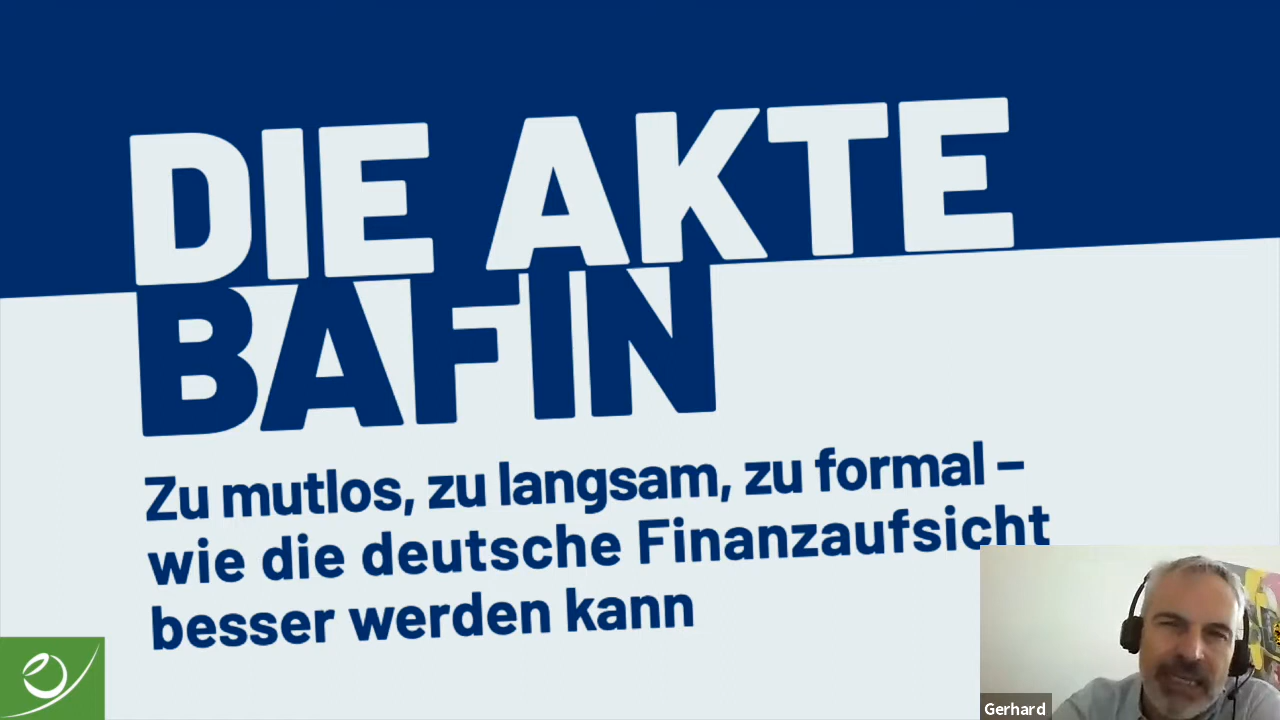 DIE AKTE
BAFIN
Zu mutlos, zu langsam, zu formal –
wie die deutsche Finanzaufsicht
besser werden kann
Gerhard